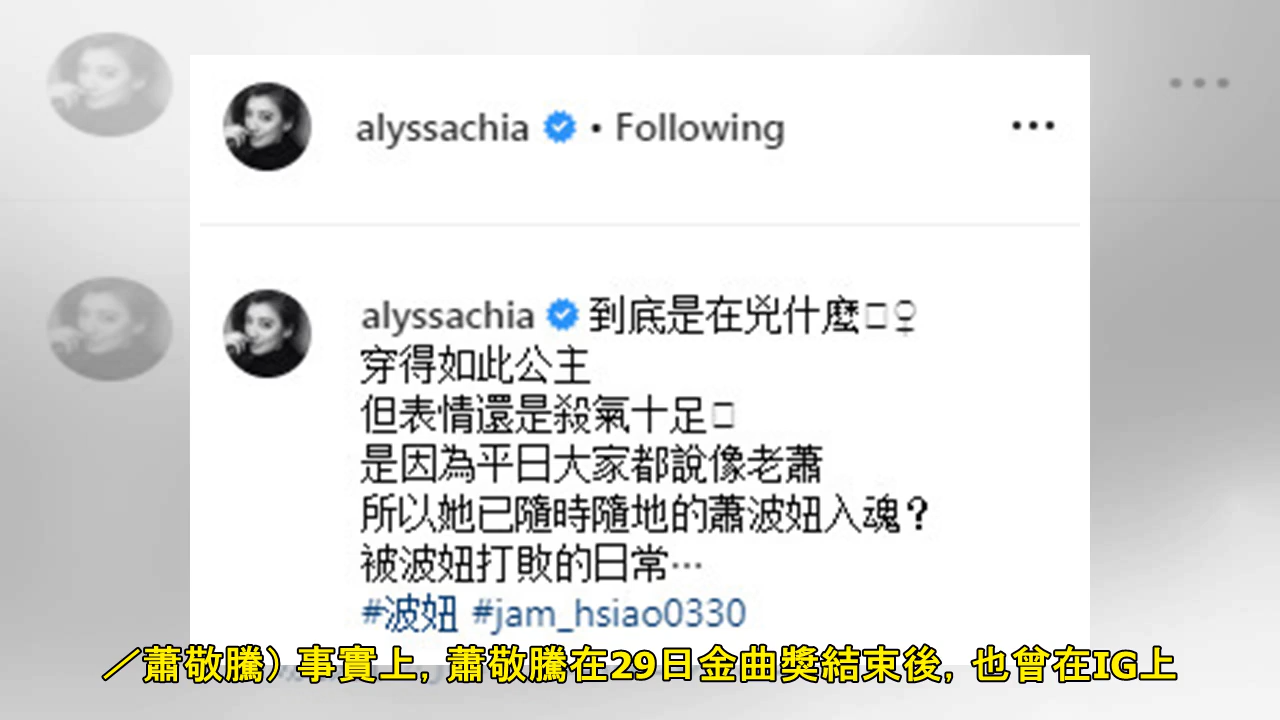 alyssachia • Following
alyssachia 到底是在兇什麼□♀
穿得如此公主
但表情還是殺氣十足□
是因為平日大家都說像老蕭
所以她已隨時隨地的蕭波妞入魂？
被波妞打敗的日常…
#波妞 #jam_hsiao0330
／蕭敬騰）事實上，蕭敬騰在29日金曲獎結束後，也曾在IG上